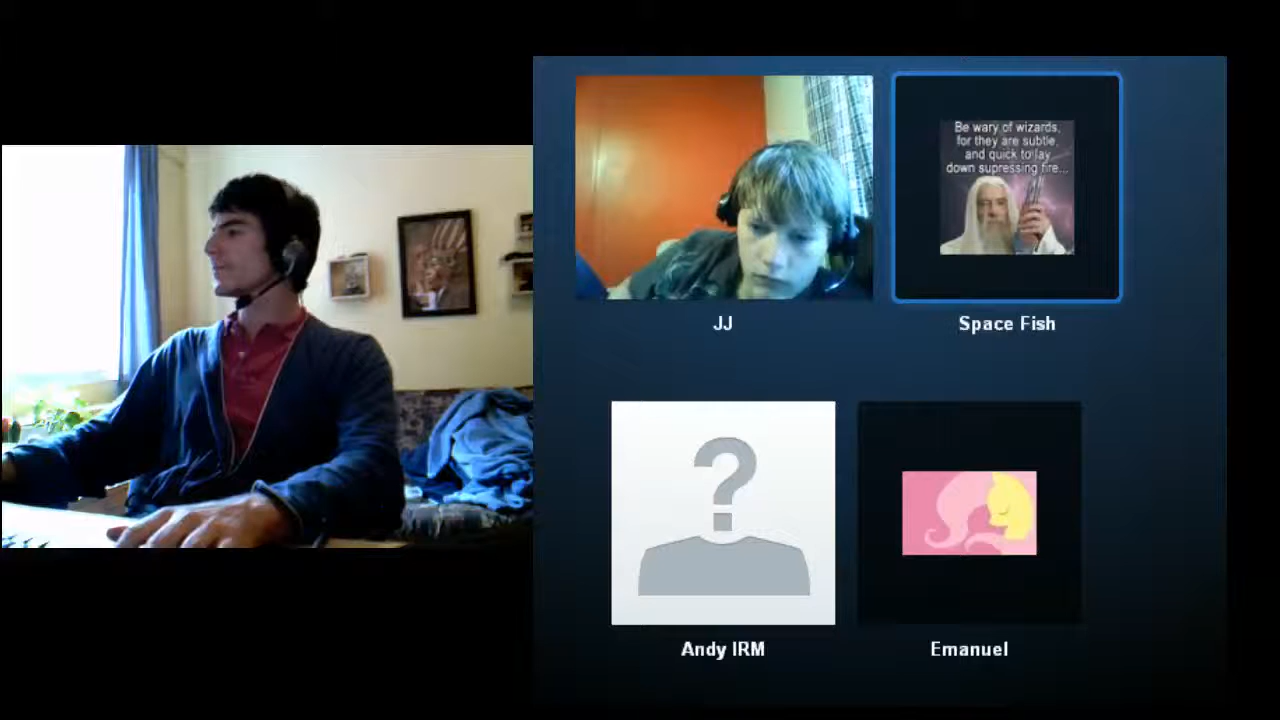 Be wary of wizards,
for they are subtle,
and quick to lay
down supressing fire...
JJ
Space Fish
Andy IRM
Emanuel